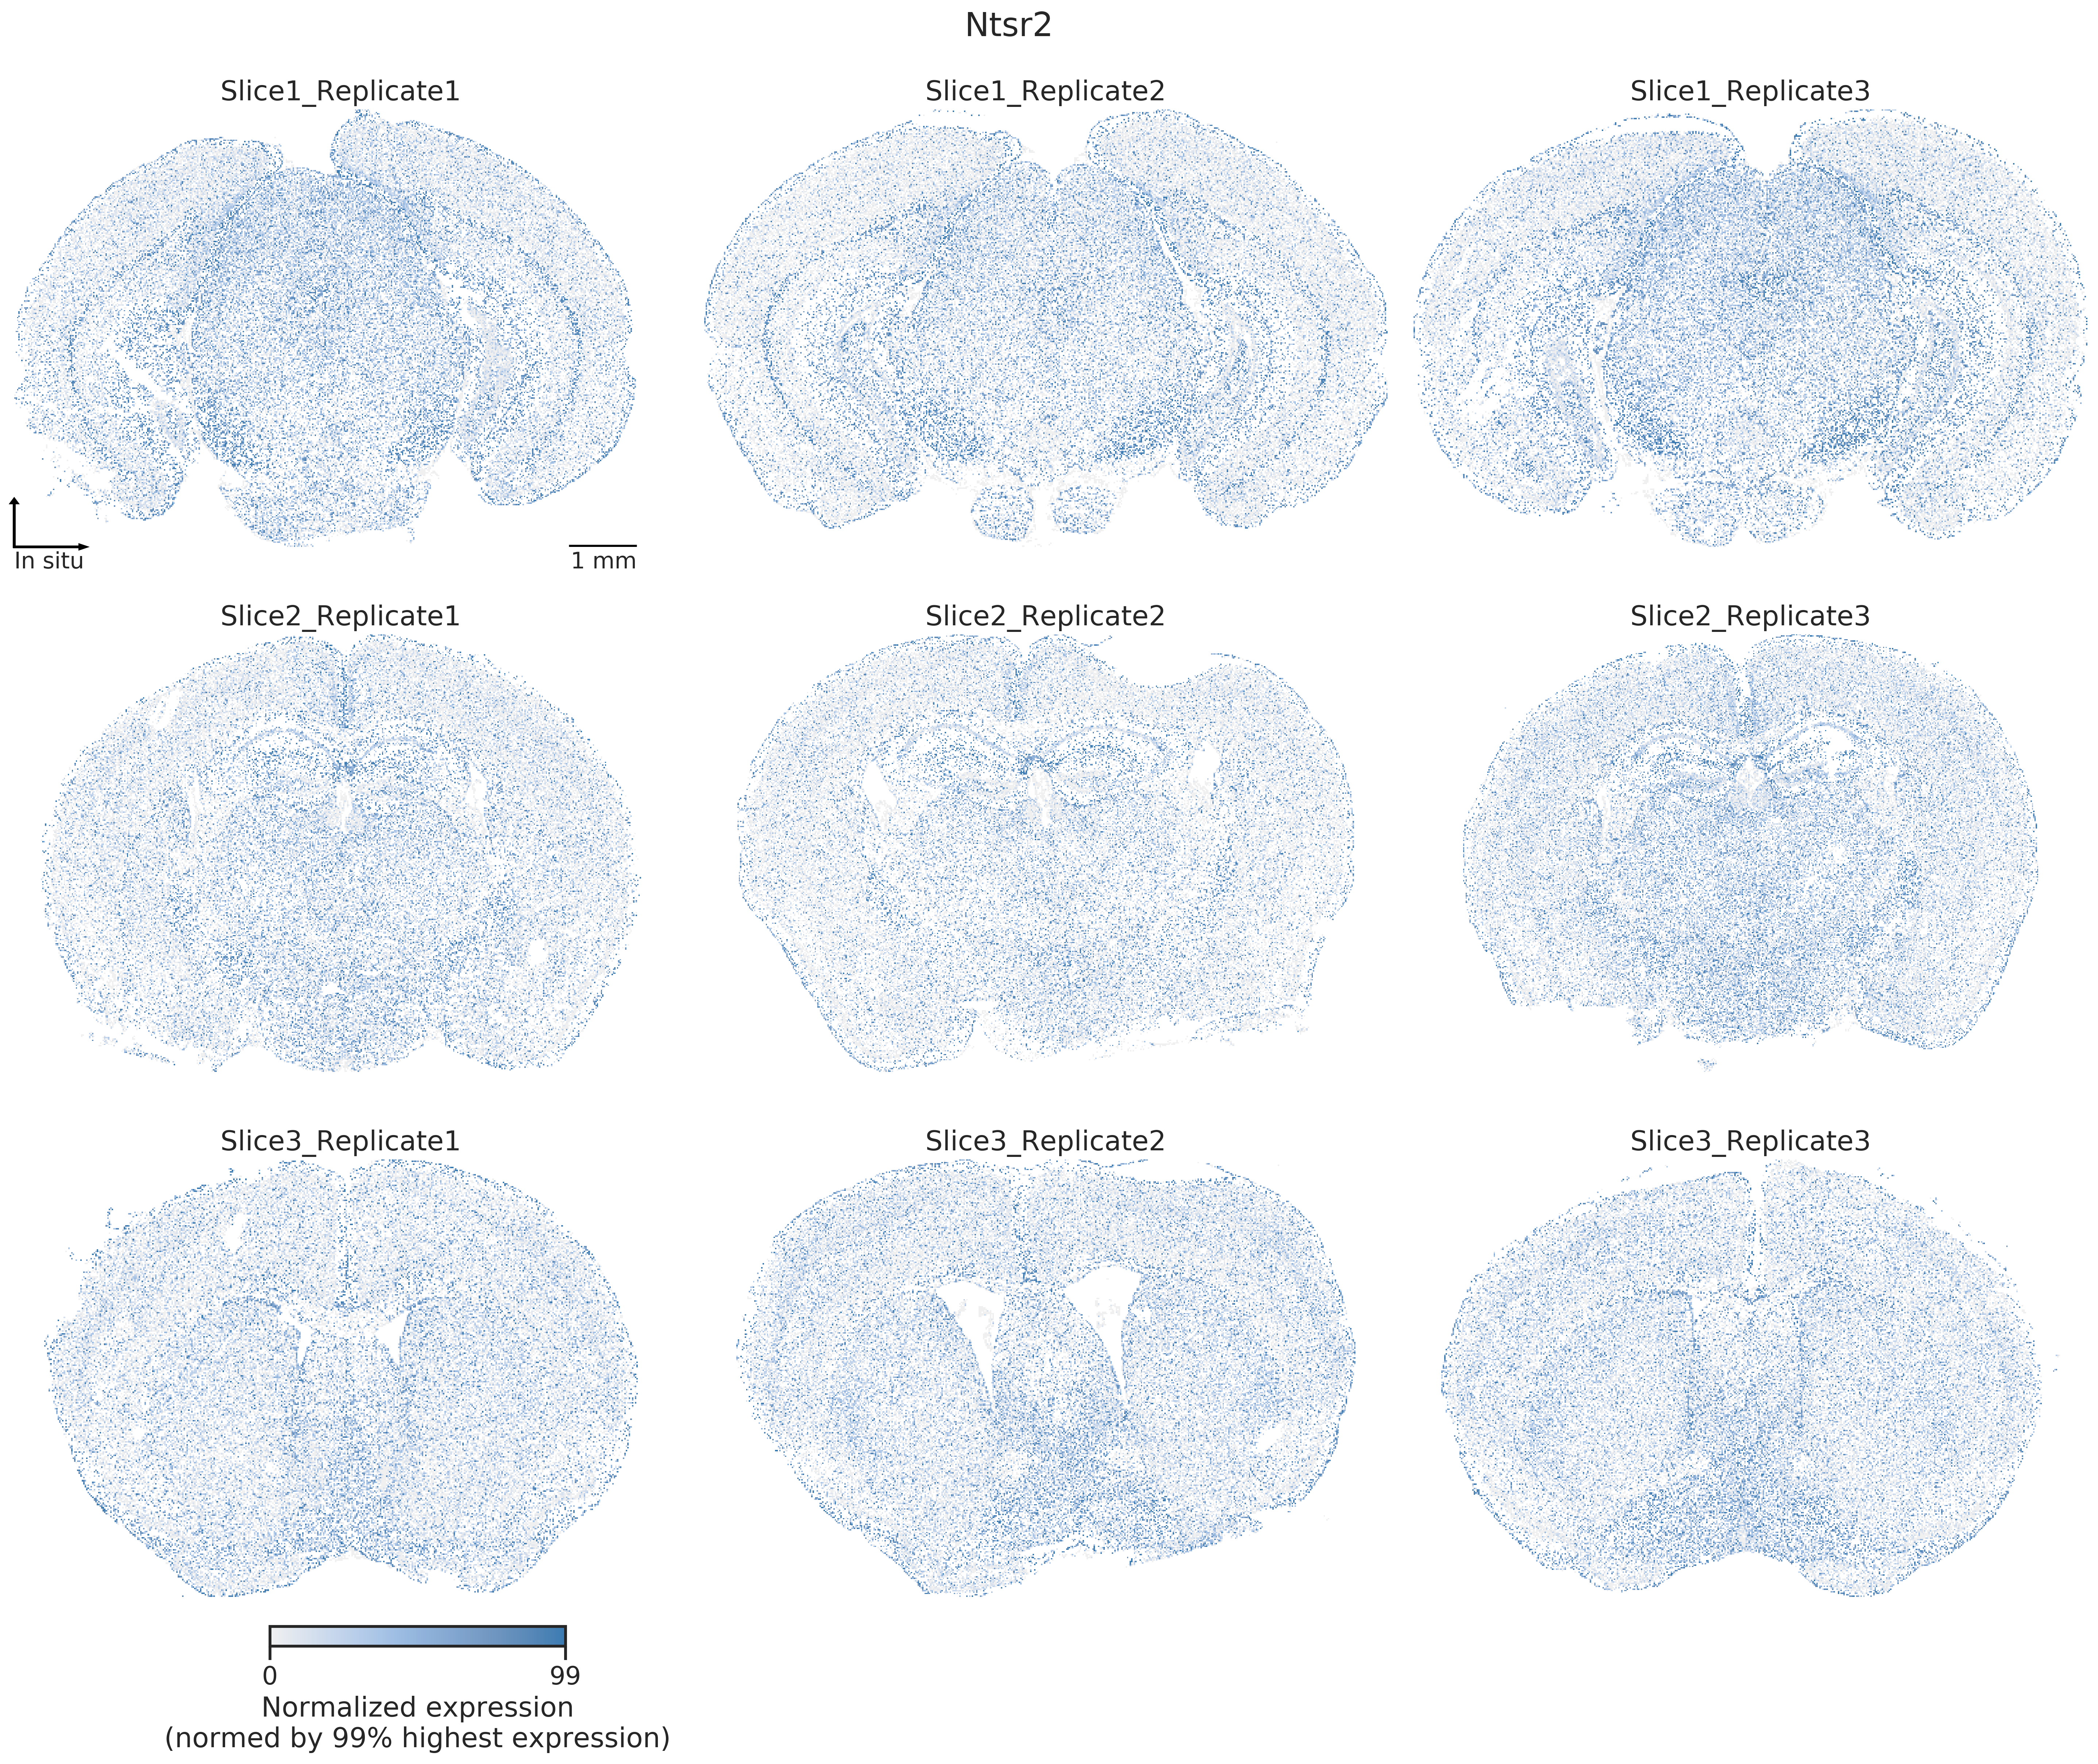 Ntsr2
Slice1_Replicate1
Slice1_Replicate2
Slice1_Replicate3
In situ
1 mm
Slice2_Replicate1
Slice2_Replicate2
Slice2_Replicate3
Slice3_Replicate1
Slice3_Replicate2
Slice3_Replicate3
0
99
Normalized expression
(normed by 99% highest expression)